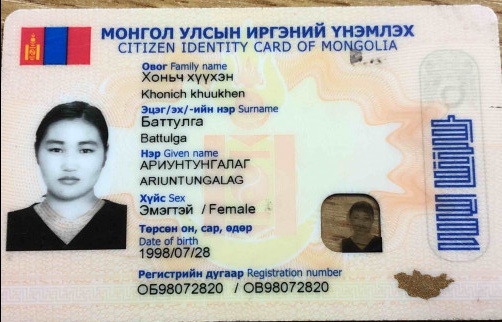 МОНГОЛ УЛСЫН ИРГЭНИЙ ҮНЭМЛЭХ
CITIZEN IDENTITY CARD OF MONGOLIA
Овог Family name
Хоньч хүүхэн
Khonich khuukhen
Эцэг/эх/-ийн нэр Surname
Баттулга
Battulga
Нэр Given name
АРИУНТУНГАЛАГ
ARIUNTUNGALAG
Хүйс Sex
Эмэгтэй / Female
Төрсөн он, сар, өдөр
Date of birth
1998/07/28
Регистрийн дугаар Registration number
ОБ98072820 / OB98072820